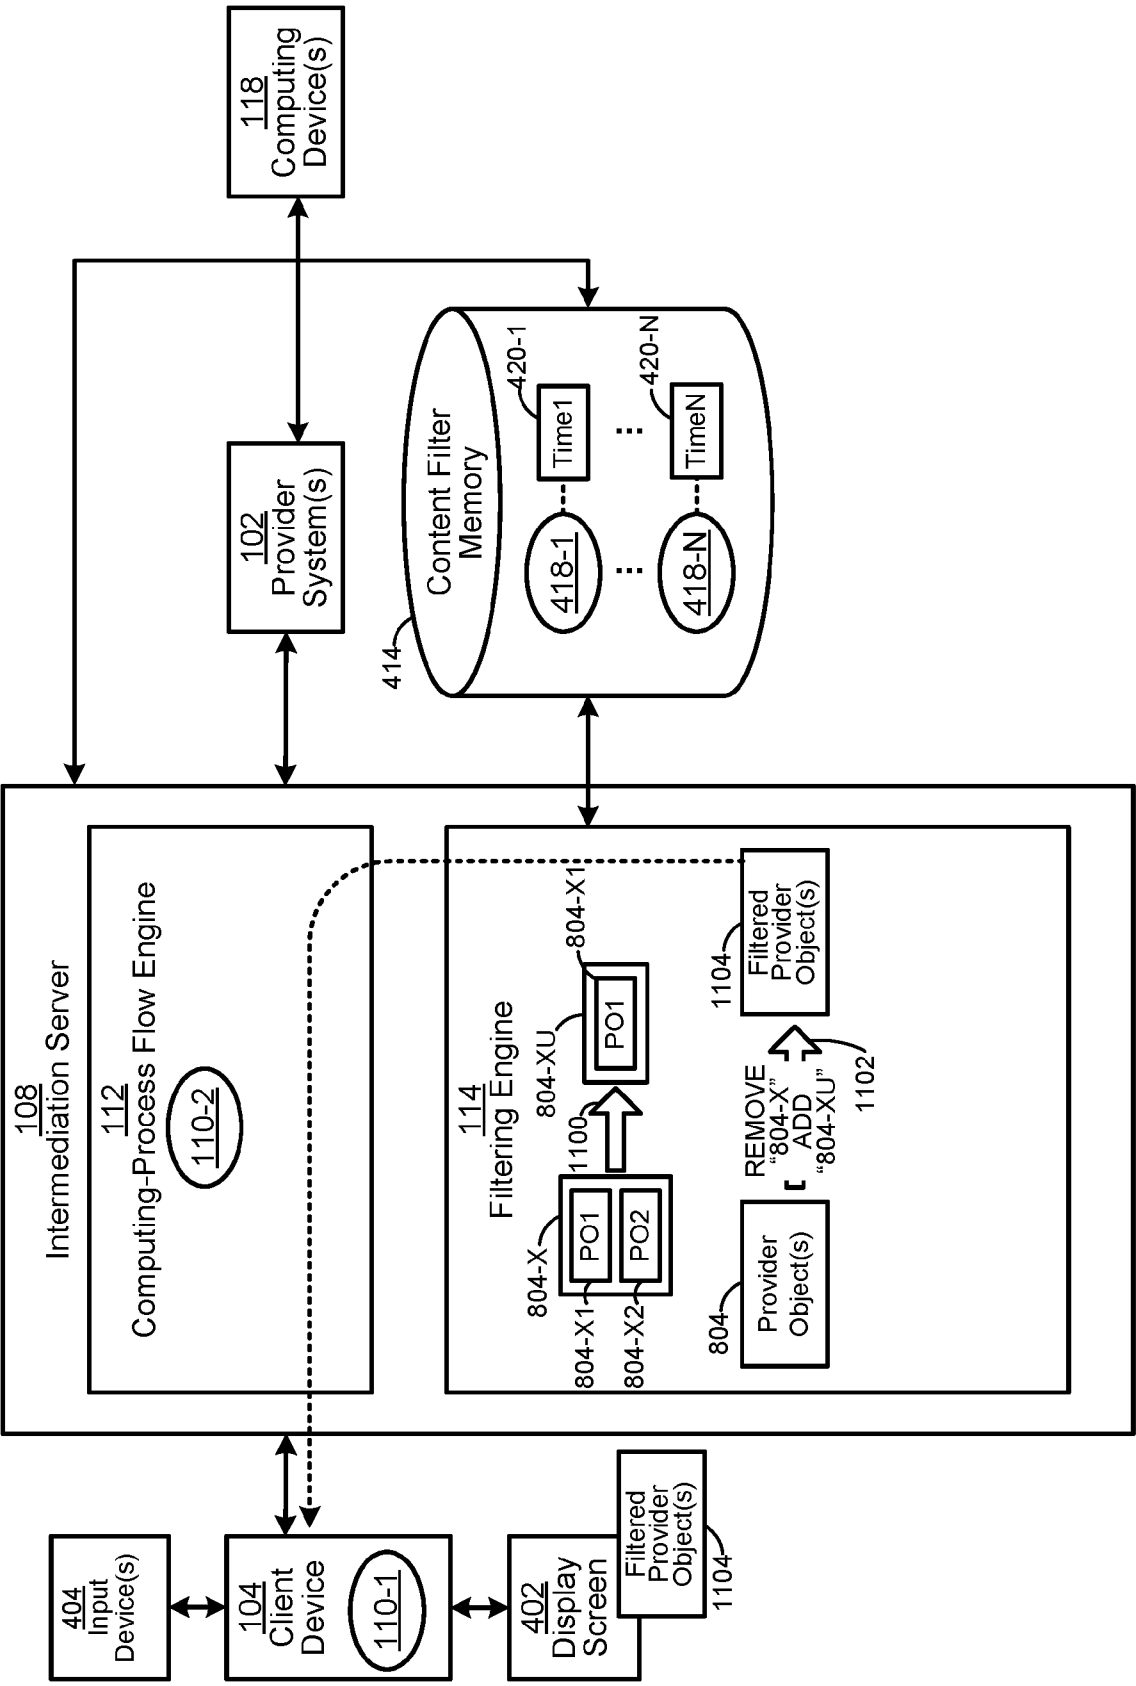 404
Input
Device(s)
104
Client
Device
110-1
402
Display
Screen
Filtered
Provider
Object(s)
1104
108
Intermediation Server
112
Computing-Process Flow Engine
110-2
114
Filtering Engine
804-X
804-X1
PO1
804-X2
PO2
1100
804-XU
804-X1
PO1
804
Provider
Object(s)
REMOVE
“804-X”
ADD
“804-XU”
1102
1104
Filtered
Provider
Object(s)
102
Provider
System(s)
118
Computing
Device(s)
414
Content Filter
Memory
418-1
Time1
420-1
...
...
418-N
TimeN
420-N